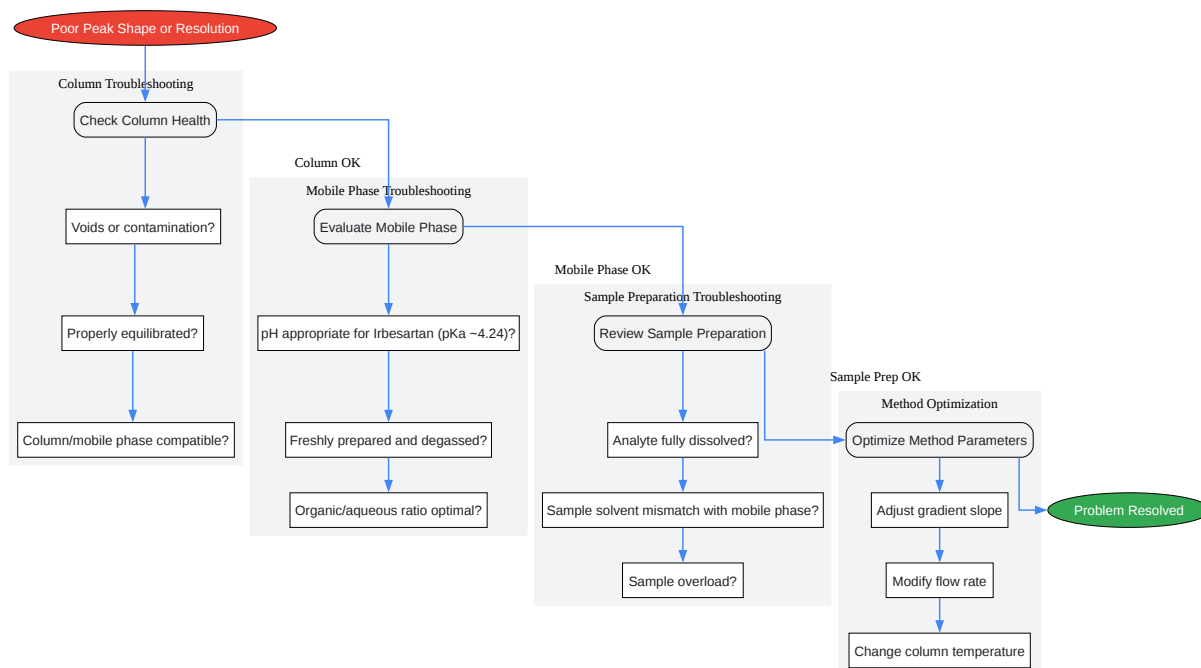 Poor Peak Shape or Resolution
Column Troubleshooting
Check Column Health
Voids or contamination?
Properly equilibrated?
Column/mobile phase compatible?
Column OK
Mobile Phase Troubleshooting
Evaluate Mobile Phase
pH appropriate for Irbesartan (pKa ~4.24)?
Freshly prepared and degassed?
Organic/aqueous ratio optimal?
Mobile Phase OK
Sample Preparation Troubleshooting
Review Sample Preparation
Analyte fully dissolved?
Sample solvent mismatch with mobile phase?
Sample overload?
Sample Prep OK
Method Optimization
Optimize Method Parameters
Adjust gradient slope
Modify flow rate
Change column temperature
Problem Resolved